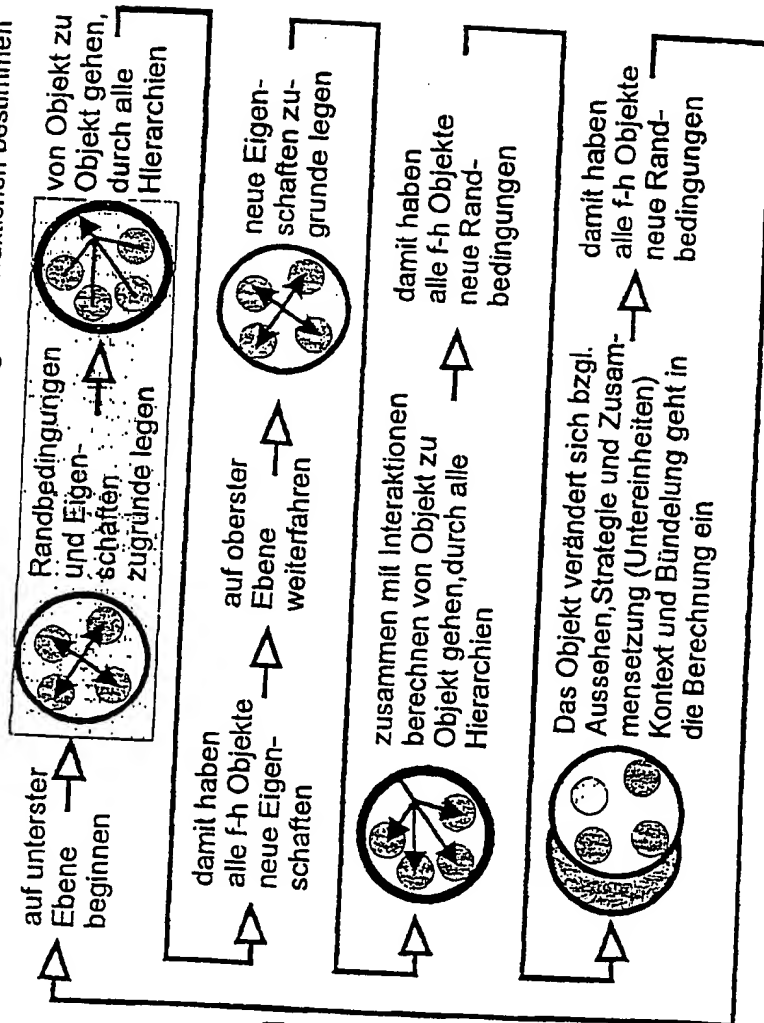 auf unterster
Ebene
beginnen
Randbedingungen
und Eigen-
schaften
zugrunde legen
von Objekt zu
Objekt gehen,
durch alle
Hierarchien
damit haben
alle f-h Objekte
neue Eigen-
schaften
auf oberster
Ebene
weiterfahren
neue Eigen-
schaften zu-
grunde legen
zusammen mit Interaktionen
berechnen von Objekt zu
Objekt gehen,durch alle
Hierarchien
damit haben
alle f-h Objekte
neue Rand-
bedingungen
Das Objekt verändert sich bzgl.
Aussehen,Strategie und Zusam-
mensetzung (Untereinheiten)
Kontext und Bündelung geht in
die Berechnung ein
damit haben
alle f-h Objekte
neue Rand-
bedingungen